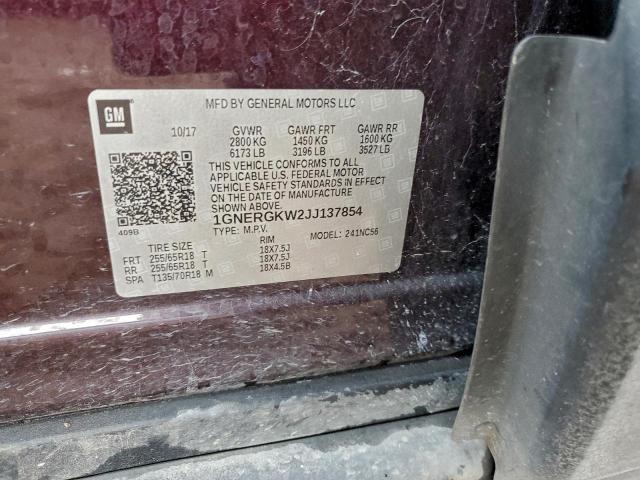 MFD BY GENERAL MOTORS LLC
GM
10/17 GVWR GAWR FRT GAWR RR
2800 KG 1450 KG 1600 KG
6173 LB 3196 LB 3527 LB
THIS VEHICLE CONFORMS TO ALL
APPLICABLE U.S. FEDERAL MOTOR
VEHICLE SAFETY STANDARDS IN EFFECT
ON THE DATE OF MANUFACTURE
SHOWN ABOVE.
409B
1GNERGKW2JJ137854
TYPE: M.P.V. MODEL: 241NC56
TIRE SIZE RIM
FRT 255/65R18 T 18X7.5J
RR 255/65R18 T 18X7.5J
SPA T135/70R18 M 18X4.5B